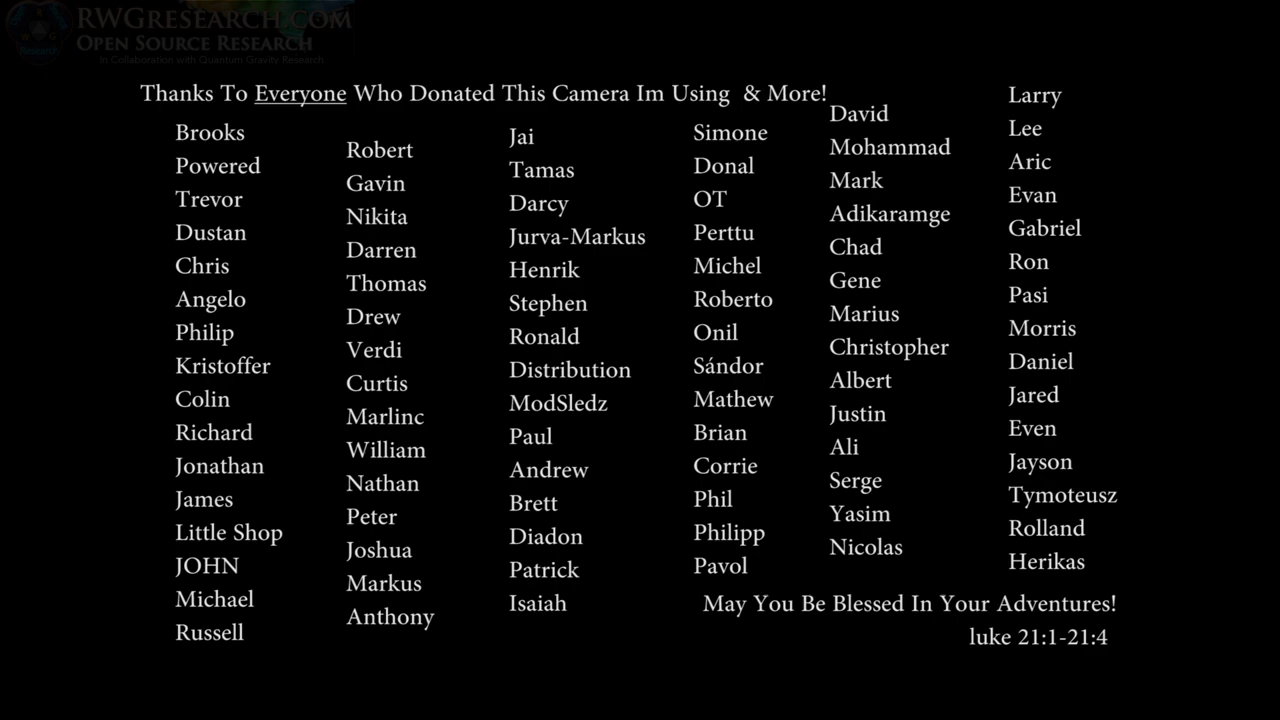 RWGRESEARCH.COM
OPEN SOURCE RESEARCH
In Collaboration with Quantum Gravity Research
Thanks To Everyone Who Donated This Camera Im Using & More!
Brooks
Powered
Trevor
Dustan
Chris
Angelo
Philip
Kristoffer
Colin
Richard
Jonathan
James
Little Shop
JOHN
Michael
Russell
Robert
Gavin
Nikita
Darren
Thomas
Drew
Verdi
Curtis
Marlinc
William
Nathan
Peter
Joshua
Markus
Anthony
Jai
Tamas
Darcy
Jurva-Markus
Henrik
Stephen
Ronald
Distribution
ModSledz
Paul
Andrew
Brett
Diadon
Patrick
Isaiah
Simone
Donal
OT
Perttu
Michel
Roberto
Onil
Sándor
Mathew
Brian
Corrie
Phil
Philipp
Pavol
David
Mohammad
Mark
Adikaramge
Chad
Gene
Marius
Christopher
Albert
Justin
Ali
Serge
Yasim
Nicolas
Larry
Lee
Aric
Evan
Gabriel
Ron
Pasi
Morris
Daniel
Jared
Even
Jayson
Tymoteusz
Rolland
Herikas
May You Be Blessed In Your Adventures!
luke 21:1-21:4